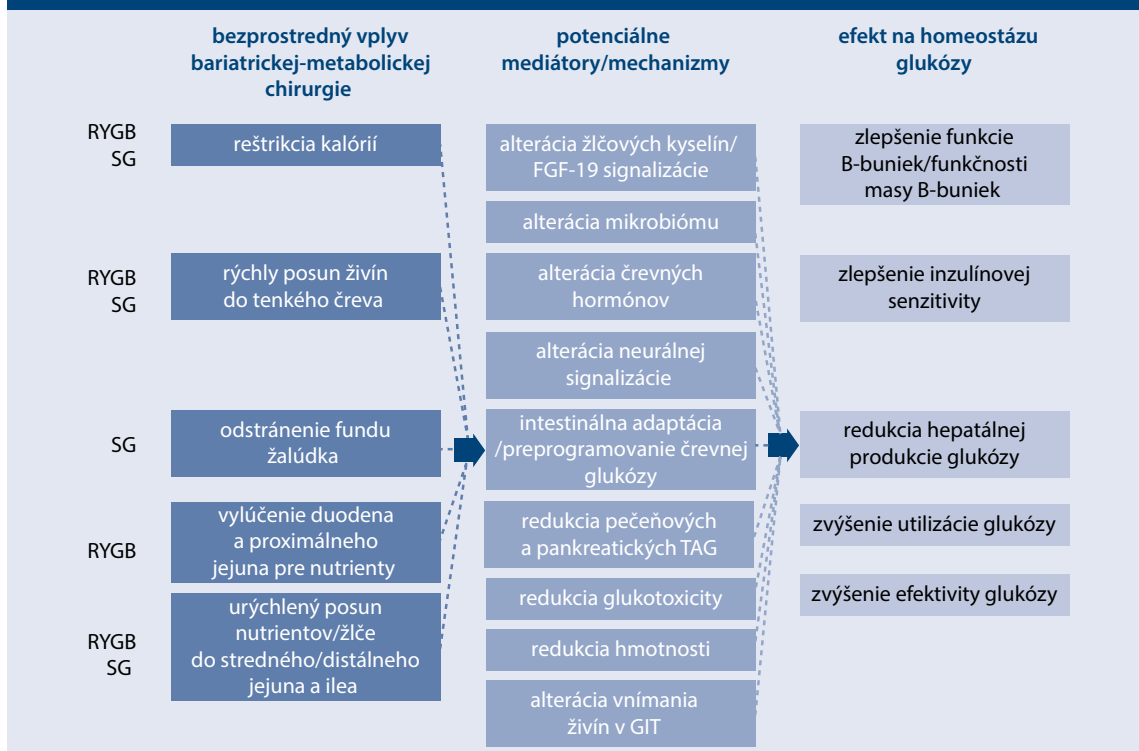 bezprostredný vplyv
bariatrickej-metabolickej
chirurgie
potenciálne
mediátory/mechanizmy
efekt na homeostázu
glukózy
RYGB
SG
reštrikcia kalórií
RYGB
SG
rýchly posun živín
do tenkého čreva
SG
odstránenie fundu
žalúdka
RYGB
vylúčenie duodena
a proximálneho
jejuna pre nutrienty
RYGB
SG
urýchlený posun
nutrientov/žlče
do stredného/distálneho
jejuna a ilea
alterácia žlčových kyselín/
FGF-19 signalizácie
alterácia mikrobiómu
alterácia črevných
hormónov
alterácia neurálnej
signalizácie
intestinálna adaptácia
/preprogramovanie črevnej
glukózy
redukcia pečeňových
a pankreatických TAG
redukcia glukotoxicity
redukcia hmotnosti
alterácia vnímania
živín v GIT
zlepšenie funkcie
B-buniek/funkčnosti
masy B-buniek
zlepšenie inzulínovej
senzitivity
redukcia hepatálnej
produkcie glukózy
zvýšenie utilizácie glukózy
zvýšenie efektivity glukózy